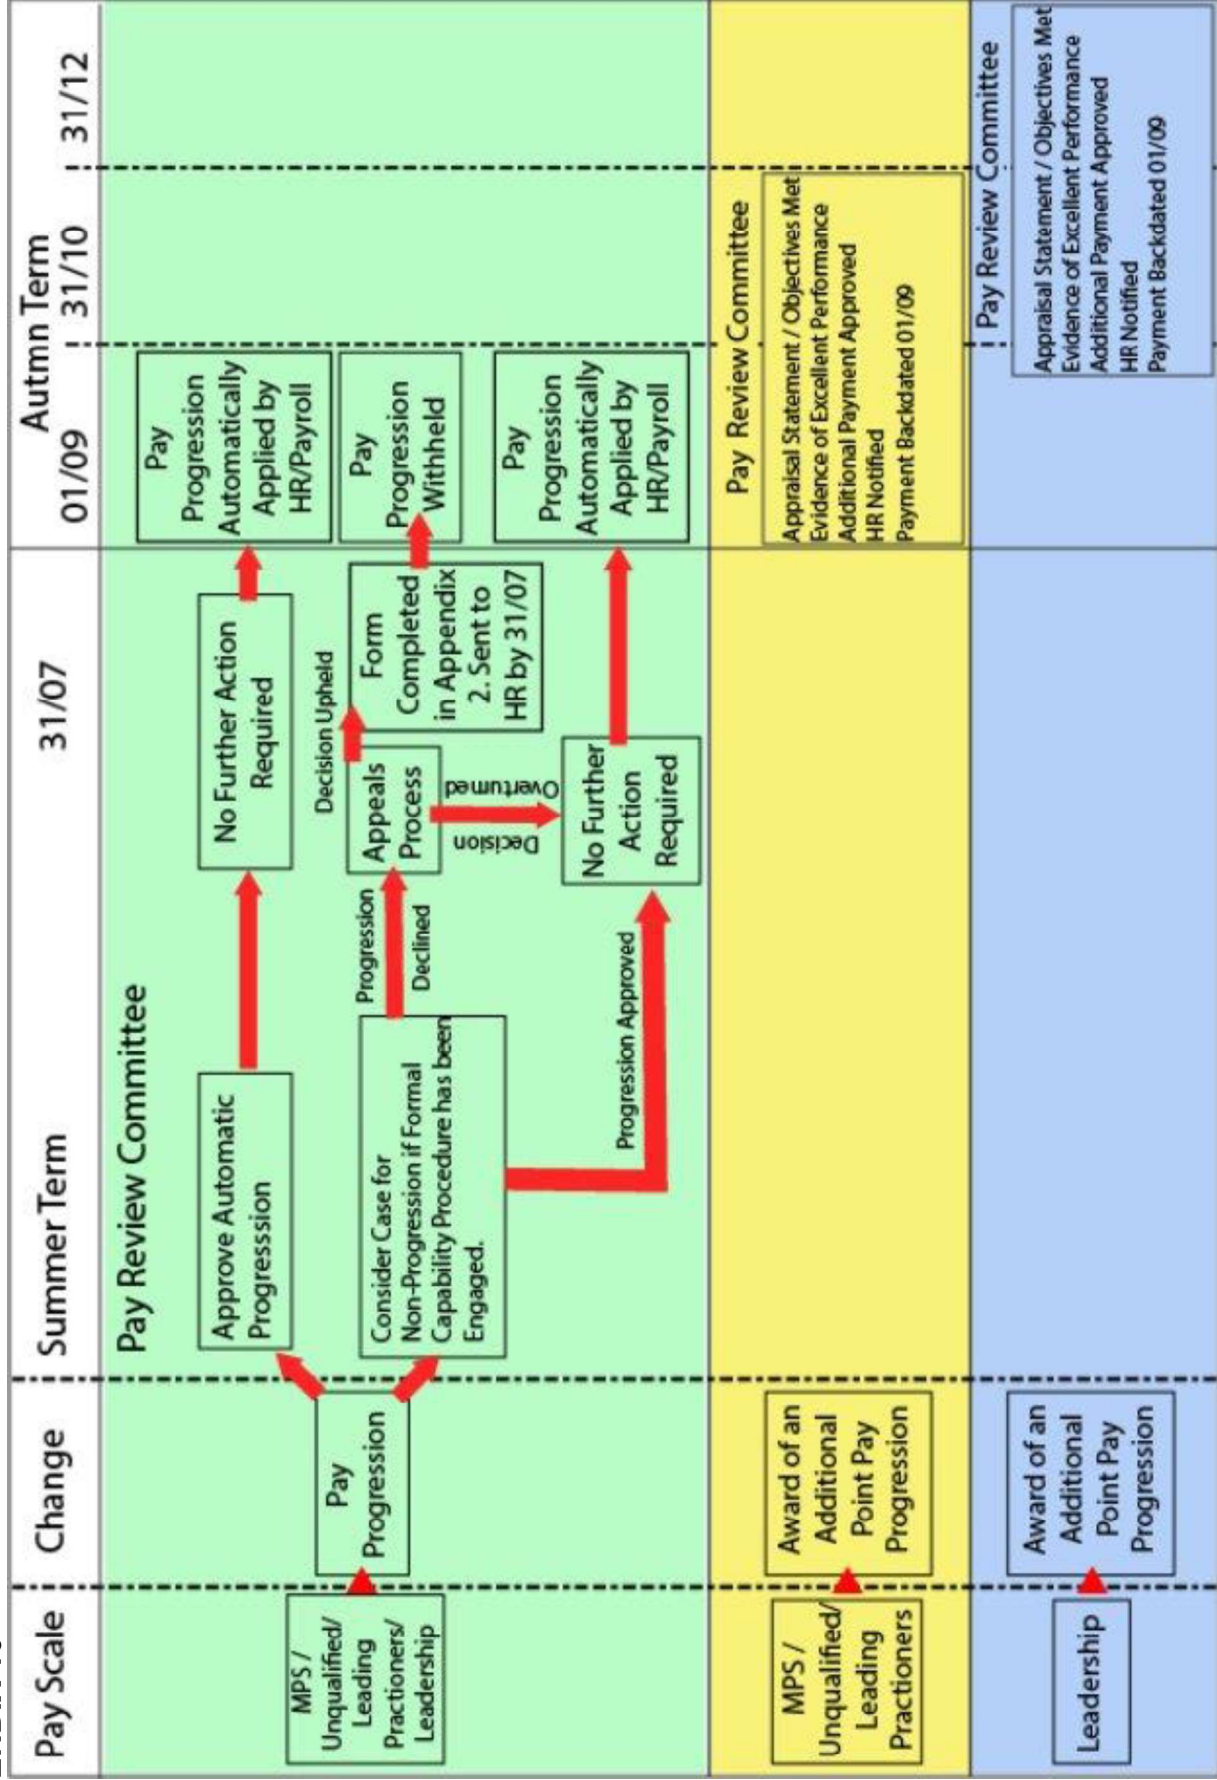 Pay Scale
Change
Summer Term
31/07
Autmn Term
01/09
31/10
31/12
Pay Review Committee
MPS /
Unqualified/
Leading
Practioners/
Leadership
Pay
Progression
Approve Automatic
Progresssion
No Further Action
Required
Pay
Progression
Automatically
Applied by
HR/Payroll
Consider Case for
Non-Progression if Formal
Capability Procedure has been
Engaged.
Progression
Declined
Appeals
Process
Decision Upheld
Form
Completed
in Appendix
2. Sent to
HR by 31/07
Pay
Progression
Withheld
Decision
Overturned
Progression Approved
No Further
Action
Required
Pay
Progression
Automatically
Applied by
HR/Payroll
MPS /
Unqualified/
Leading
Practioners
Award of an
Additional
Point Pay
Progression
Pay Review Committee
Appraisal Statement / Objectives Met
Evidence of Excellent Performance
Additional Payment Approved
HR Notified
Payment Backdated 01/09
Leadership
Award of an
Additional
Point Pay
Progression
Pay Review Committee
Appraisal Statement / Objectives Met
Evidence of Excellent Performance
Additional Payment Approved
HR Notified
Payment Backdated 01/09